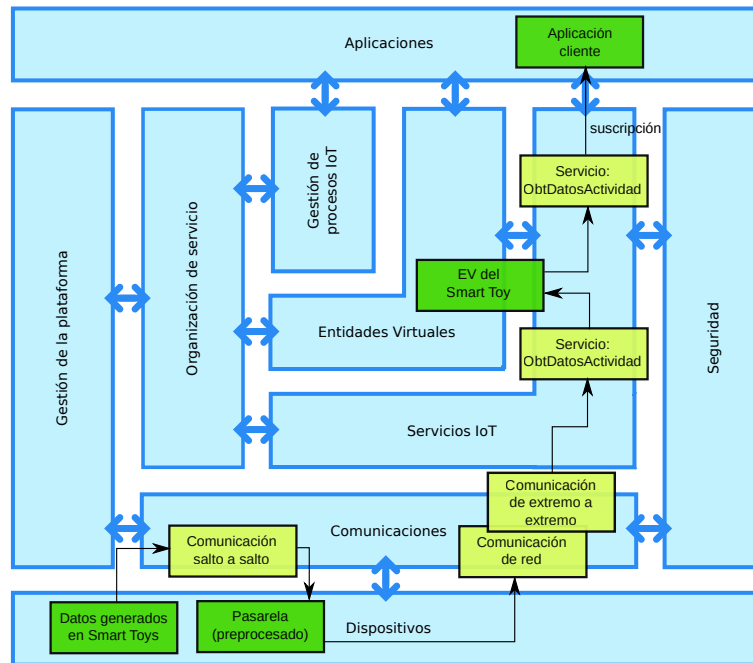 Aplicaciones
Aplicación
cliente
suscripción
Servicio:
ObtDatosActividad
Gestión de
procesos IoT
Organización de servicio
Gestión de la plataforma
Seguridad
EV del
Smart Toy
Entidades Virtuales
Servicio:
ObtDatosActividad
Servicios IoT
Comunicación
de extremo a
extremo
Comunicaciones
Comunicación
salto a salto
Comunicación
de red
Datos generados
en Smart Toys
Pasarela
(preprocesado)
Dispositivos